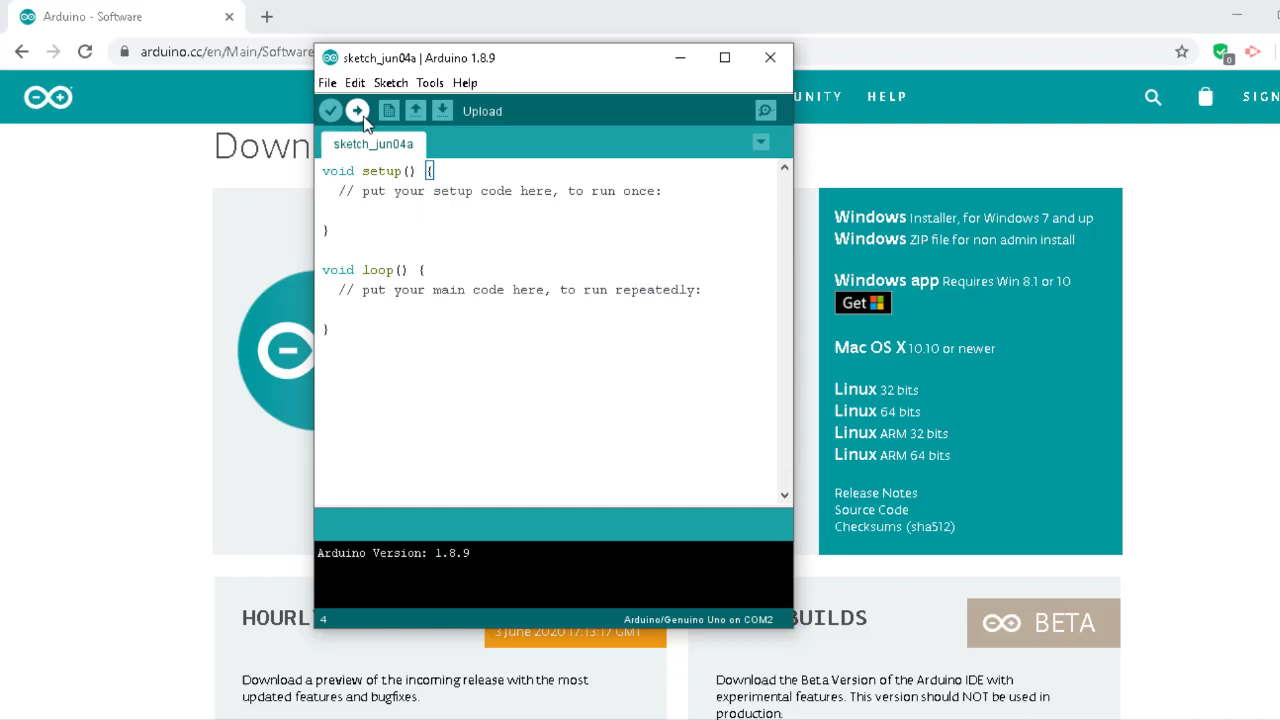 Arduino - Software
arduino.cc/en/Main/Software
0
UNITY HELP
SIGN
Down
sketch_jun04a | Arduino 1.8.9
File Edit Sketch Tools Help
Upload
sketch_jun04a
void setup() {
// put your setup code here, to run once:
}
void loop() {
// put your main code here, to run repeatedly:
}
Arduino Version: 1.8.9
4
Arduino/Genuino Uno on COM2
Windows Installer, for Windows 7 and up
Windows ZIP file for non admin install
Windows app Requires Win 8.1 or 10
Get
Mac OS X 10.10 or newer
Linux 32 bits
Linux 64 bits
Linux ARM 32 bits
Linux ARM 64 bits
Release Notes
Source Code
Checksums (sha512)
HOURL
3 June 2020 17:13:17 GMT
Download a preview of the incoming release with the most
updated features and bugfixes.
BUILDS
BETA
Download the Beta Version of the Arduino IDE with
experimental features. This version should NOT be used in
production.